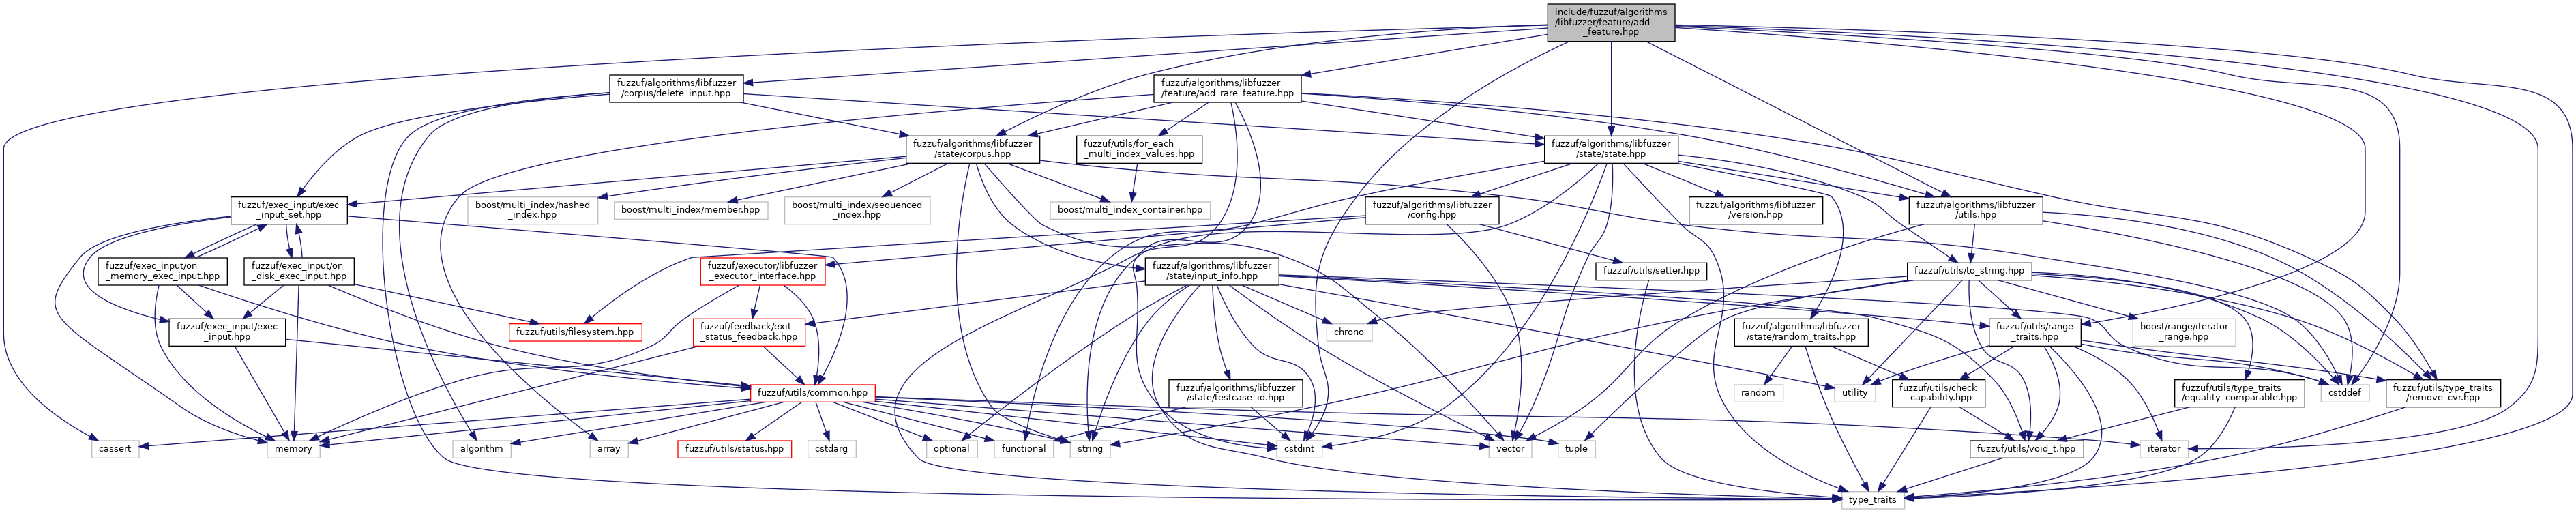 include/fuzzuf/algorithms
/libfuzzer/feature/add
_feature.hpp
fuzzuf/algorithms/libfuzzer
/corpus/delete_input.hpp
fuzzuf/algorithms/libfuzzer
/feature/add_rare_feature.hpp
fuzzuf/algorithms/libfuzzer
/state/corpus.hpp
fuzzuf/utils/for_each
_multi_index_values.hpp
fuzzuf/algorithms/libfuzzer
/state/state.hpp
fuzzuf/exec_input/exec
_input_set.hpp
boost/multi_index/hashed
_index.hpp
boost/multi_index/member.hpp
boost/multi_index/sequenced
_index.hpp
boost/multi_index_container.hpp
fuzzuf/algorithms/libfuzzer
/config.hpp
fuzzuf/algorithms/libfuzzer
/version.hpp
fuzzuf/algorithms/libfuzzer
/utils.hpp
fuzzuf/exec_input/on
_memory_exec_input.hpp
fuzzuf/exec_input/on
_disk_exec_input.hpp
fuzzuf/executor/libfuzzer
_executor_interface.hpp
fuzzuf/algorithms/libfuzzer
/state/input_info.hpp
fuzzuf/utils/setter.hpp
fuzzuf/utils/to_string.hpp
fuzzuf/exec_input/exec
_input.hpp
fuzzuf/utils/filesystem.hpp
fuzzuf/feedback/exit
_status_feedback.hpp
chrono
fuzzuf/algorithms/libfuzzer
/state/random_traits.hpp
fuzzuf/utils/range
_traits.hpp
boost/range/iterator
_range.hpp
fuzzuf/utils/common.hpp
fuzzuf/algorithms/libfuzzer
/state/testcase_id.hpp
random
utility
fuzzuf/utils/check
_capability.hpp
fuzzuf/utils/type_traits
/equality_comparable.hpp
cstddef
fuzzuf/utils/type_traits
/remove_cvr.hpp
cassert
memory
algorithm
array
fuzzuf/utils/status.hpp
cstdarg
optional
functional
string
cstdint
vector
tuple
fuzzuf/utils/void_t.hpp
iterator
type_traits